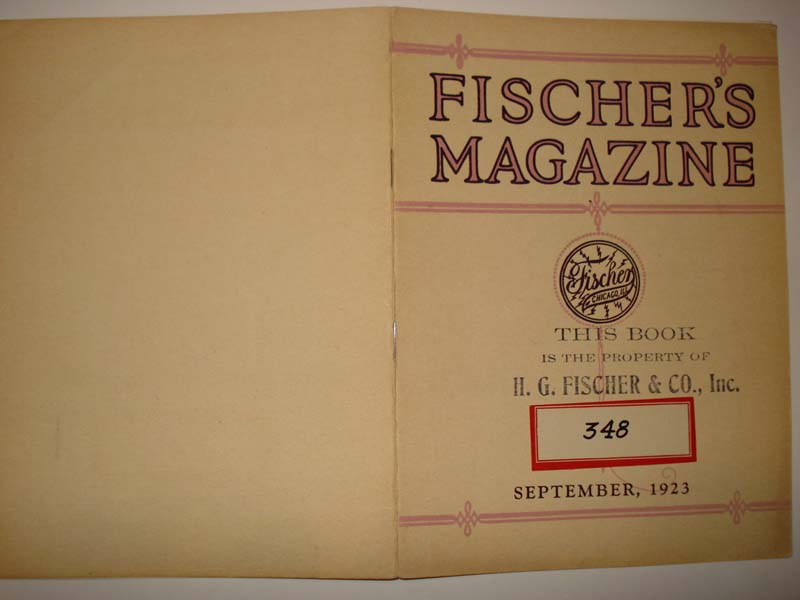 FISCHER'S
MAGAZINE
Fischer
CHICAGO, ILL.
THIS BOOK
IS THE PROPERTY OF
H. G. FISCHER & CO., Inc.
348
SEPTEMBER, 1923